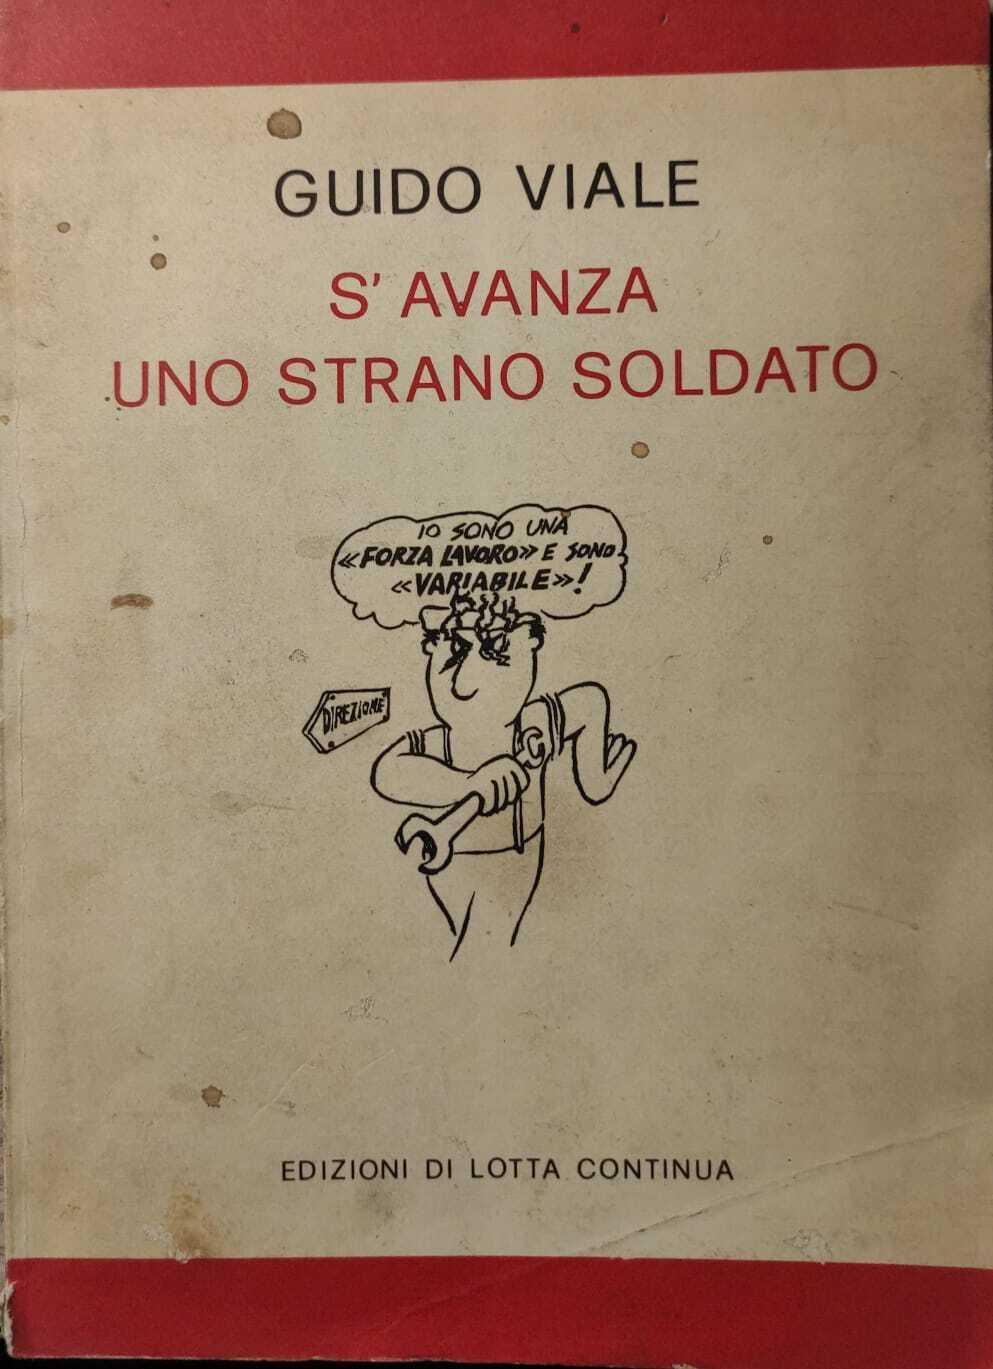 GUIDO VIALE
S'AVANZA
UNO STRANO SOLDATO
IO SONO UNA
«FORZA LAVORO» E SONO
«VARIABILE»!
DIREZIONE
EDIZIONI DI LOTTA CONTINUA